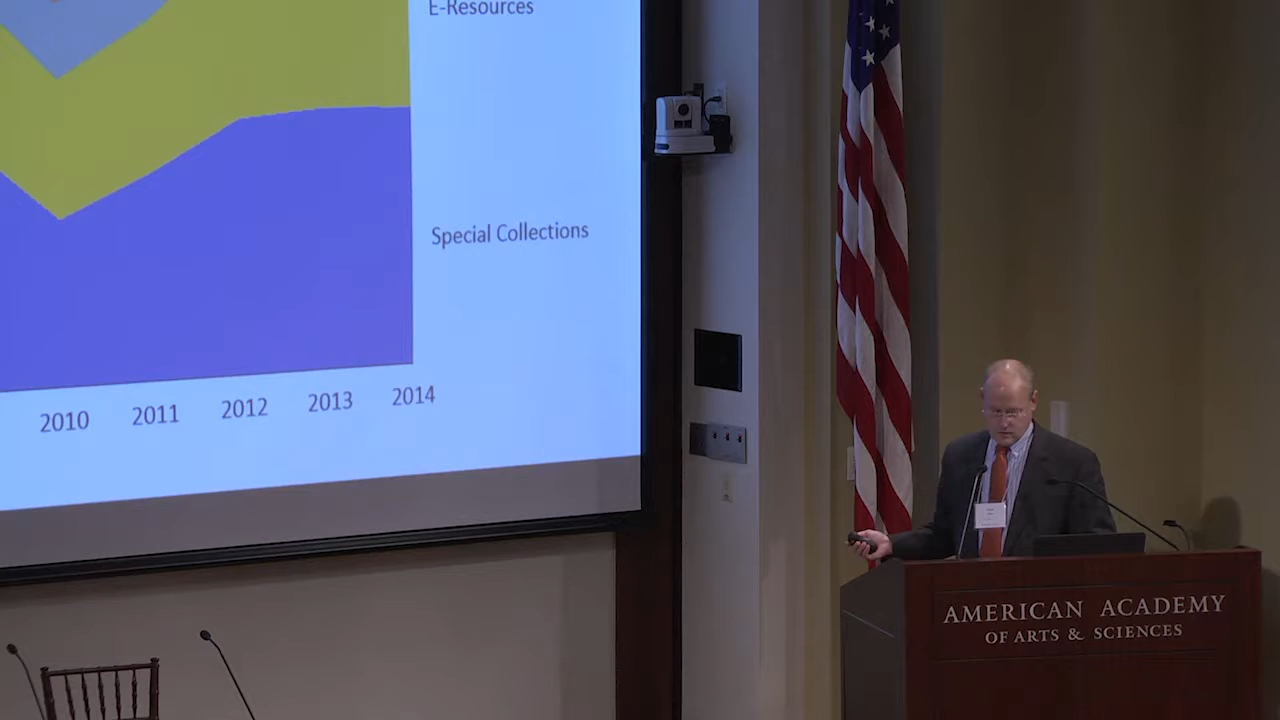 E-Resources
Special Collections
2010 2011 2012 2013 2014
AMERICAN ACADEMY
OF ARTS & SCIENCES